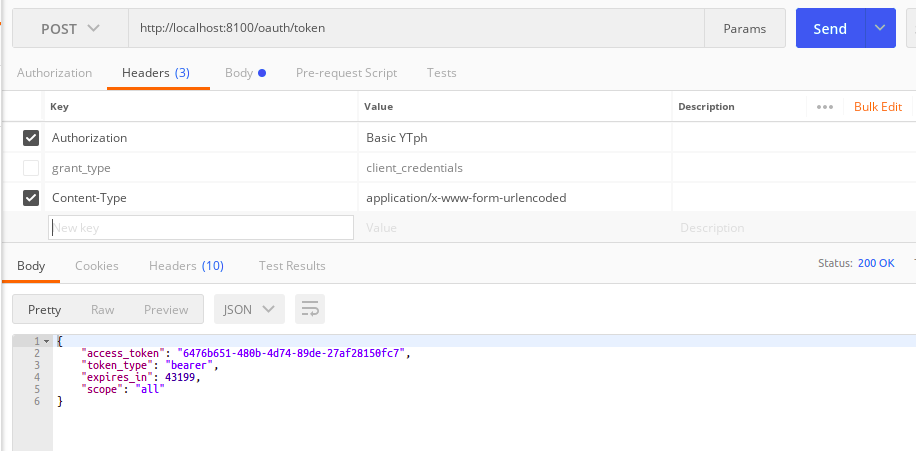 POST http://localhost:8100/oauth/token Params Send
Authorization Headers (3) Body Pre-request Script Tests
Key Value Description Bulk Edit
Authorization Basic YTph
grant_type client_credentials
Content-Type application/x-www-form-urlencoded
New key Value Description
Body Cookies Headers (10) Test Results Status: 200 OK
Pretty Raw Preview JSON
1 {
2 "access_token": "6476b651-480b-4d74-89de-27af28150fc7",
3 "token_type": "bearer",
4 "expires_in": 43199,
5 "scope": "all"
6 }